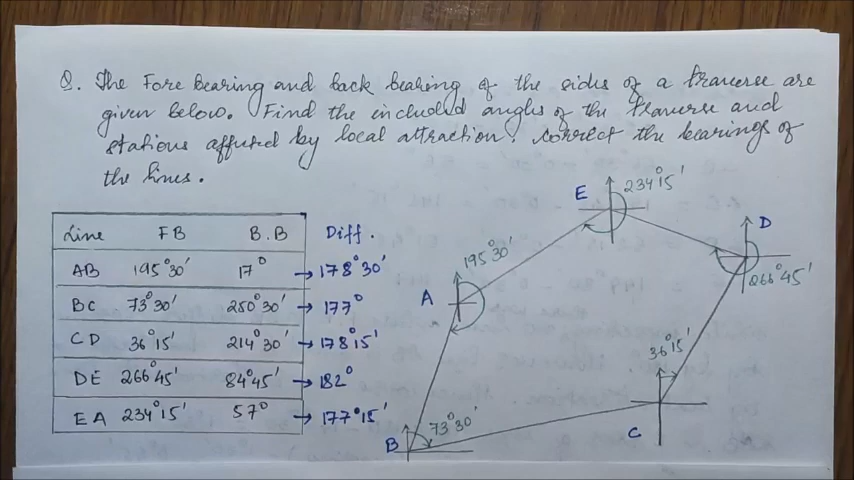 Q. The Fore bearing and back bearing of the sides of a traverse are
given below. Find the included angles of the traverse and
stations affused by local attraction. Correct the bearings of
the lines.
Line FB B.B Diff.
AB 195°30' 17° → 178°30'
BC 73°30' 250°30' → 177°
CD 36°15' 214°30' → 178°15'
DE 266°45' 84°45' → 182°
EA 234°15' 57° → 177°15'
E 234°15'
D
195°30'
266°45'
A
36°15'
73°30'
B
C